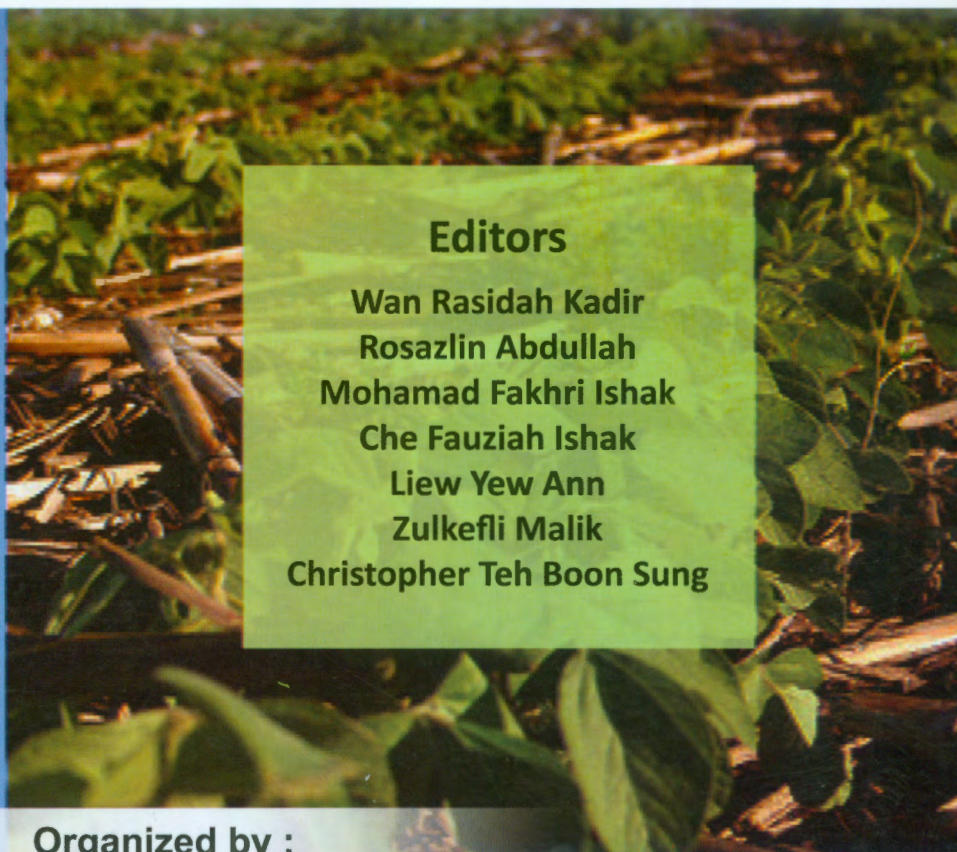 Editors
Wan Rasidah Kadir
Rosazlin Abdullah
Mohamad Fakhri Ishak
Che Fauziah Ishak
Liew Yew Ann
Zulkefli Malik
Christopher Teh Boon Sung
Organized by :